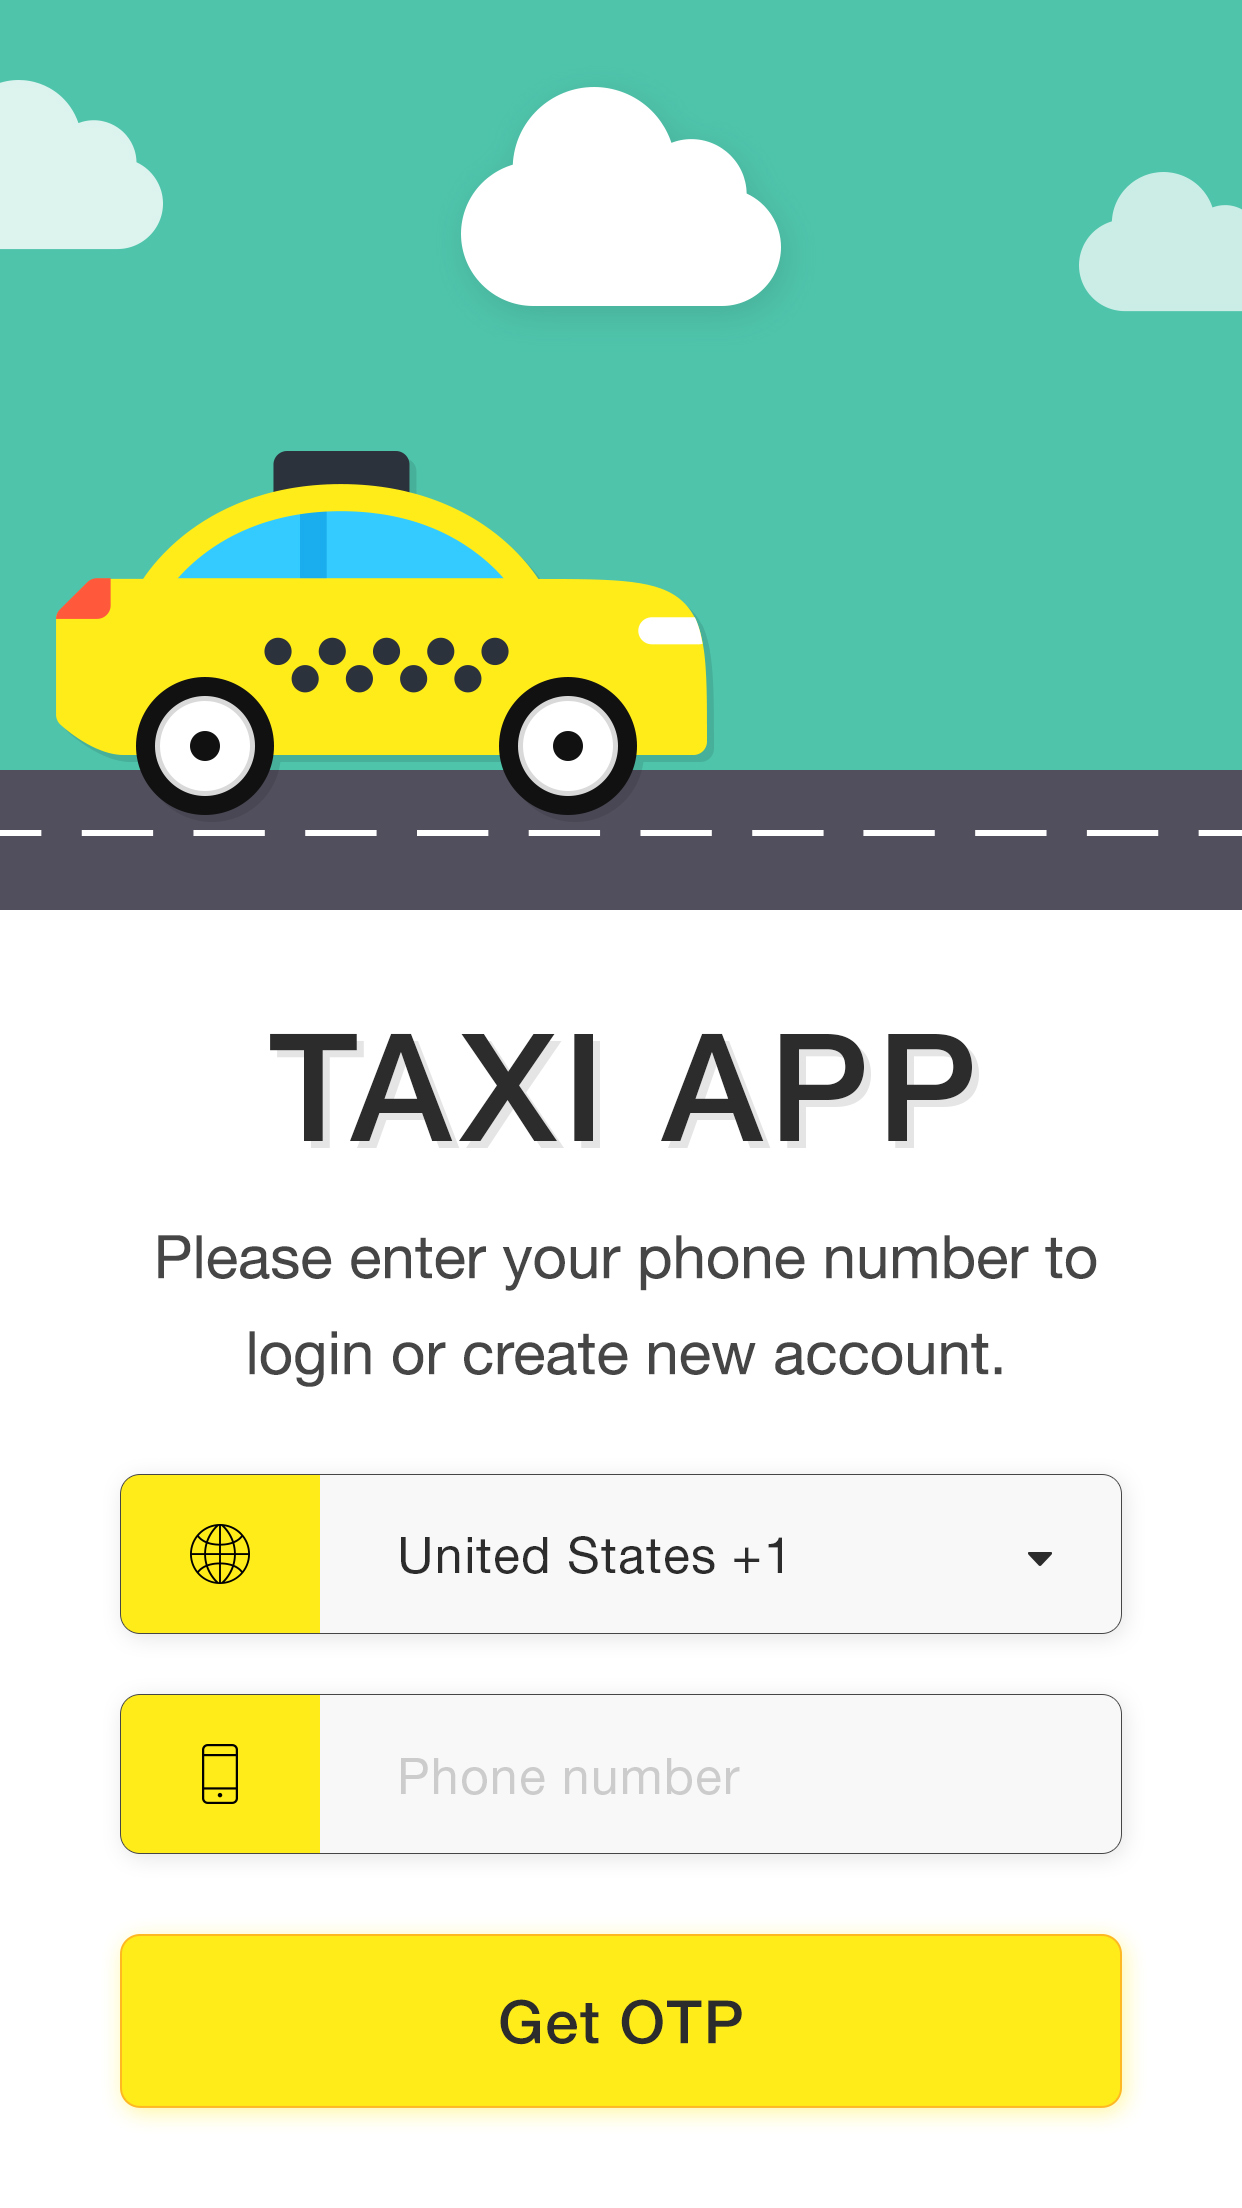 TAXI APP
Please enter your phone number to
login or create new account.
United States +1
Phone number
Get OTP